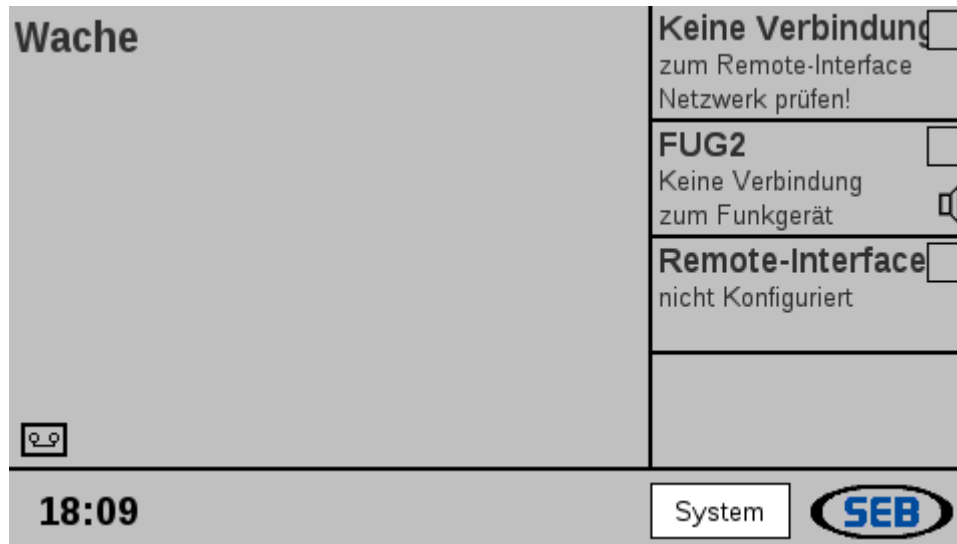 Wache
Keine Verbindung
zum Remote-Interface
Netzwerk prüfen!
FUG2
Keine Verbindung
zum Funkgerät
Remote-Interface
nicht Konfiguriert
18:09
System
SEB